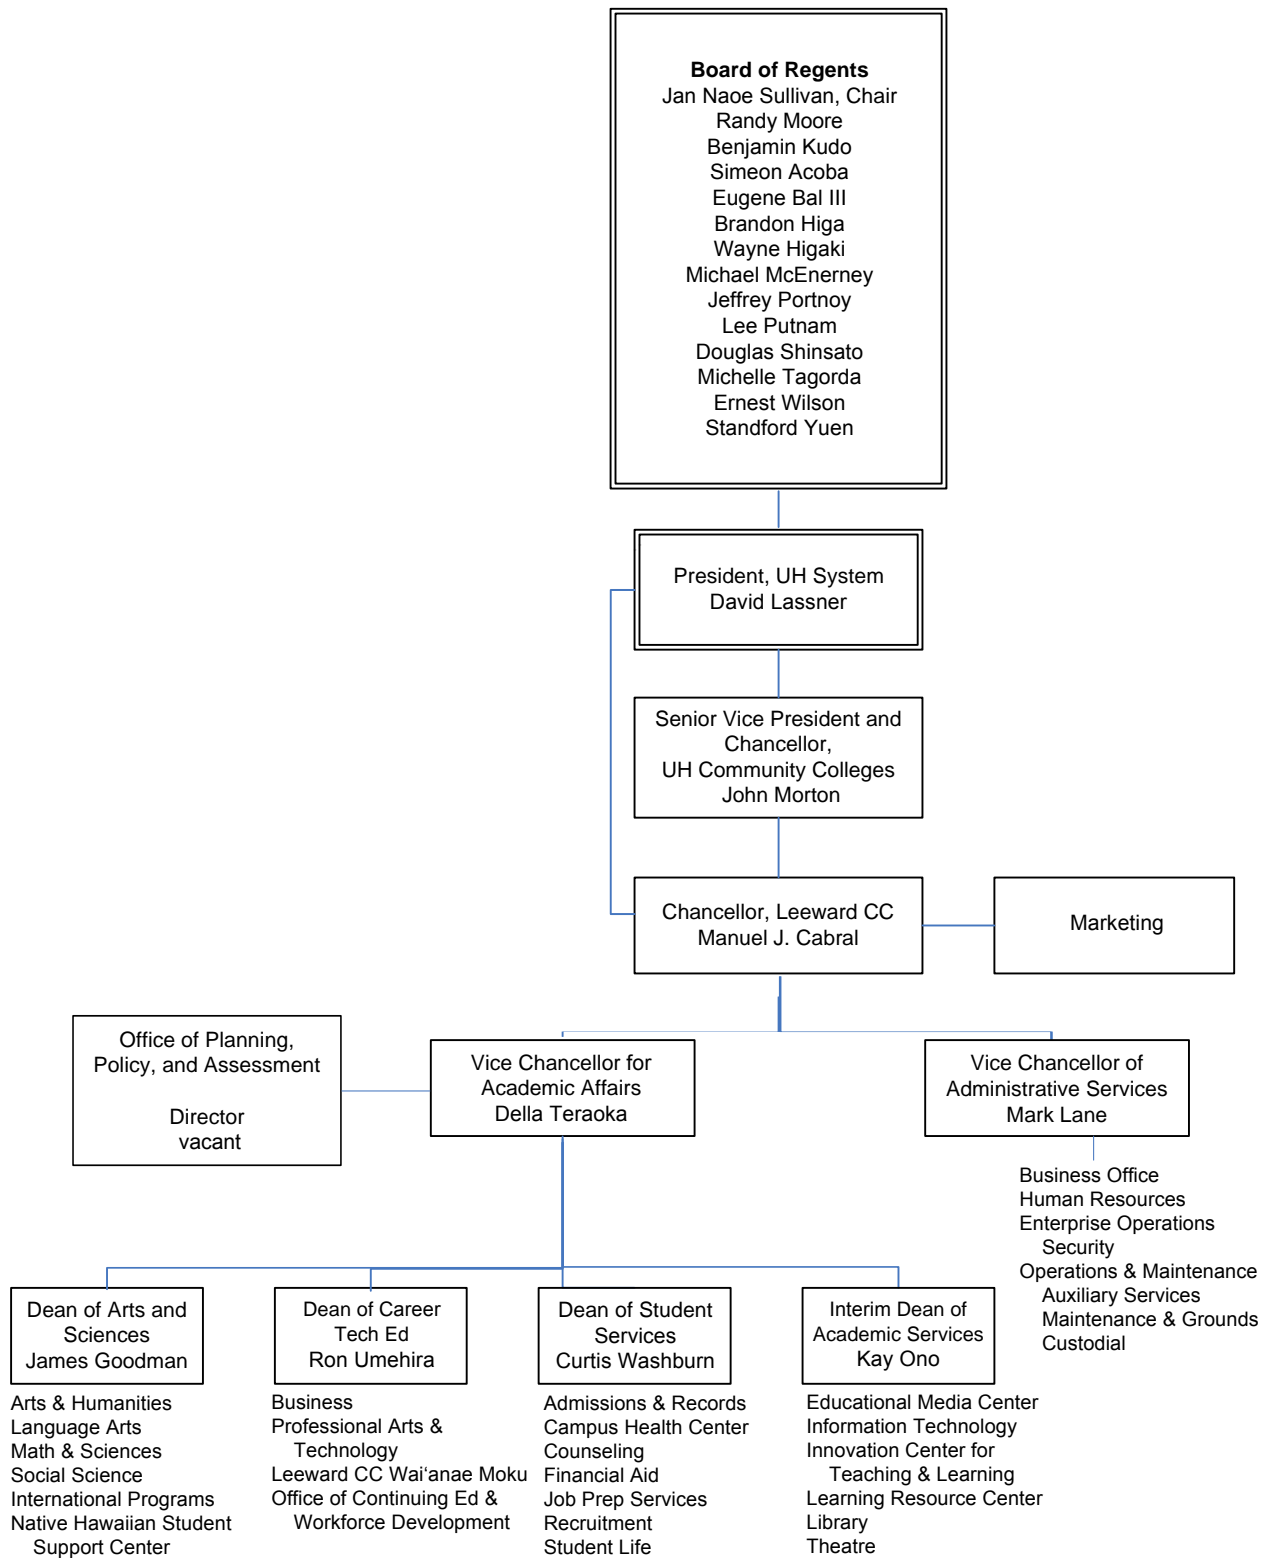 Board of Regents
Jan Naoe Sullivan, Chair
Randy Moore
Benjamin Kudo
Simeon Acoba
Eugene Bal III
Brandon Higa
Wayne Higaki
Michael McEnerney
Jeffrey Portnoy
Lee Putnam
Douglas Shinsato
Michelle Tagorda
Ernest Wilson
Standford Yuen
President, UH System
David Lassner
Senior Vice President and
Chancellor,
UH Community Colleges
John Morton
Chancellor, Leeward CC
Manuel J. Cabral
Marketing
Office of Planning,
Policy, and Assessment
Director
vacant
Vice Chancellor for
Academic Affairs
Della Teraoka
Vice Chancellor of
Administrative Services
Mark Lane
Business Office
Human Resources
Enterprise Operations
Security
Operations & Maintenance
Auxiliary Services
Maintenance & Grounds
Custodial
Dean of Arts and
Sciences
James Goodman
Arts & Humanities
Language Arts
Math & Sciences
Social Science
International Programs
Native Hawaiian Student
Support Center
Dean of Career
Tech Ed
Ron Umehira
Business
Professional Arts &
Technology
Leeward CC Wai‘anae Moku
Office of Continuing Ed &
Workforce Development
Dean of Student
Services
Curtis Washburn
Admissions & Records
Campus Health Center
Counseling
Financial Aid
Job Prep Services
Recruitment
Student Life
Interim Dean of
Academic Services
Kay Ono
Educational Media Center
Information Technology
Innovation Center for
Teaching & Learning
Learning Resource Center
Library
Theatre